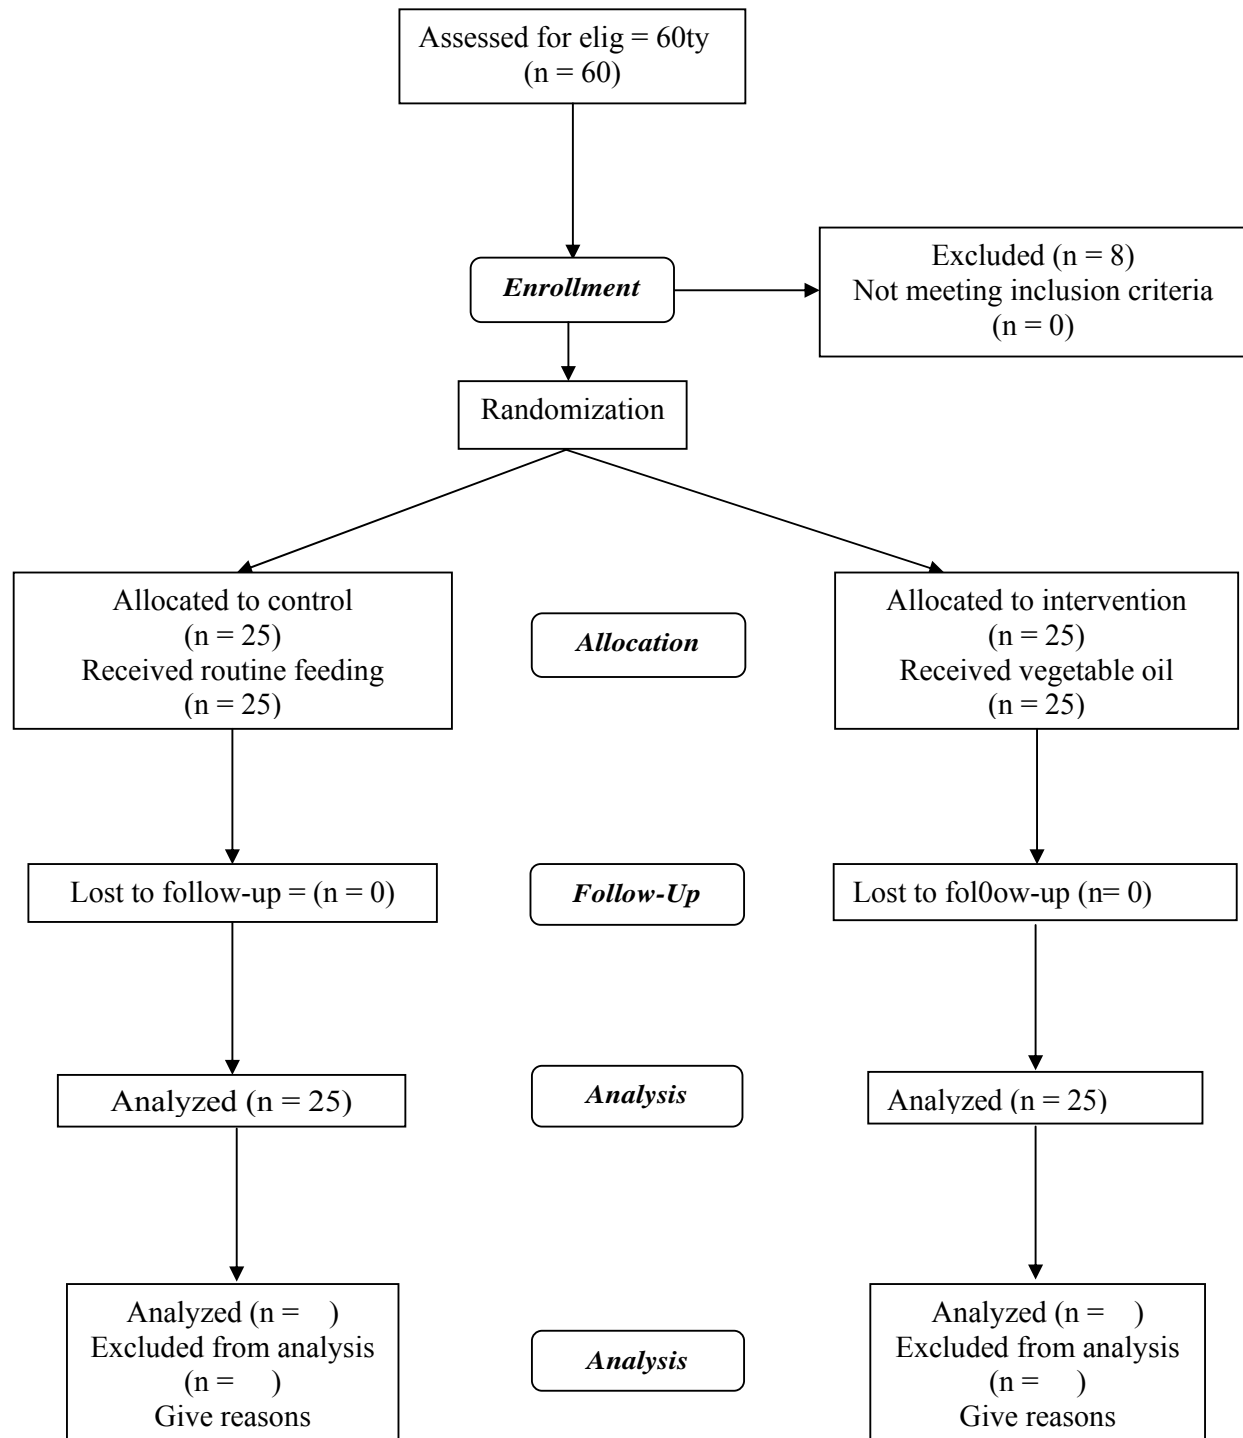 Assessed for elig = 60ty
(n = 60)
Enrollment
Excluded (n = 8)
Not meeting inclusion criteria
(n = 0)
Randomization
Allocated to control
(n = 25)
Received routine feeding
(n = 25)
Allocation
Allocated to intervention
(n = 25)
Received vegetable oil
(n = 25)
Lost to follow-up = (n = 0)
Follow-Up
Lost to fol0ow-up (n= 0)
Analyzed (n = 25)
Analysis
Analyzed (n = 25)
Analyzed (n =    )
Excluded from analysis
(n =    )
Give reasons
Analysis
Analyzed (n =    )
Excluded from analysis
(n =    )
Give reasons